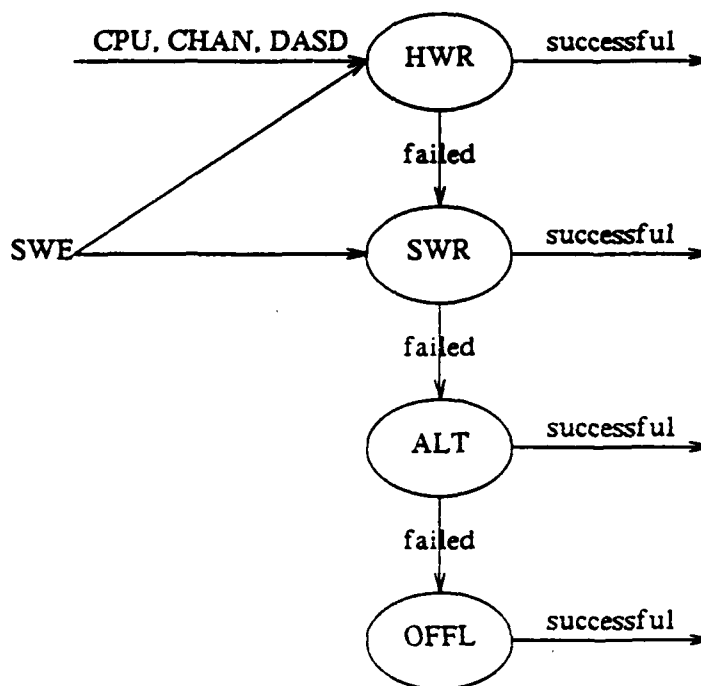 CPU, CHAN, DASD
HWR
successful
failed
SWE
SWR
successful
failed
ALT
successful
failed
OFFL
successful